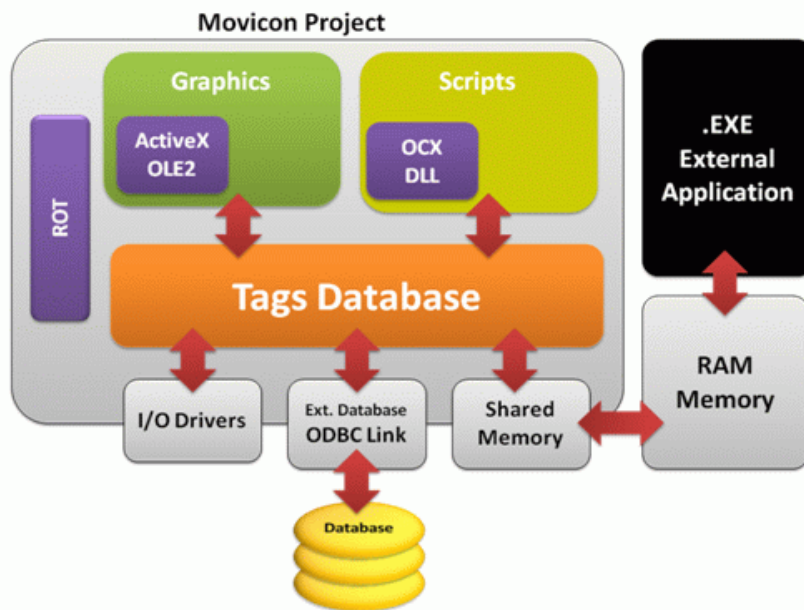 Movicon Project
Graphics
ActiveX
OLE2
Scripts
OCX
DLL
.EXE
External
Application
ROT
Tags Database
I/O Drivers
Ext. Database
ODBC Link
Shared
Memory
RAM
Memory
Database